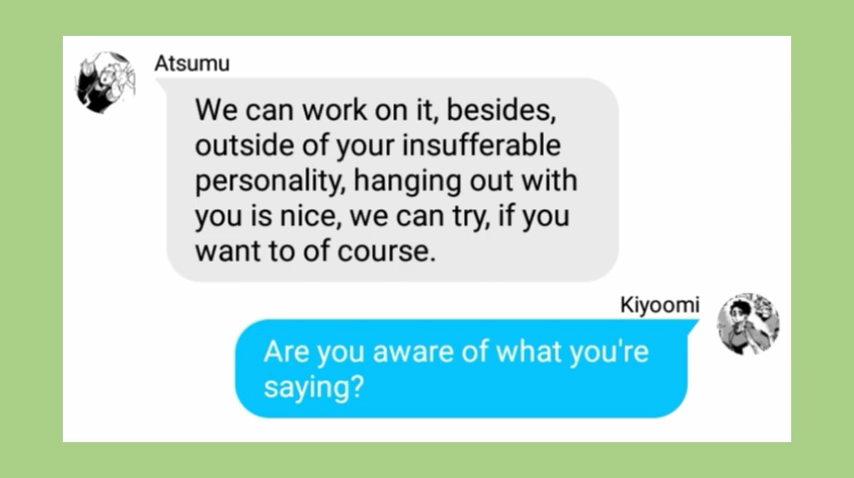 Atsumu
We can work on it, besides,
outside of your insufferable
personality, hanging out with
you is nice, we can try, if you
want to of course.
Kiyoomi
Are you aware of what you're
saying?